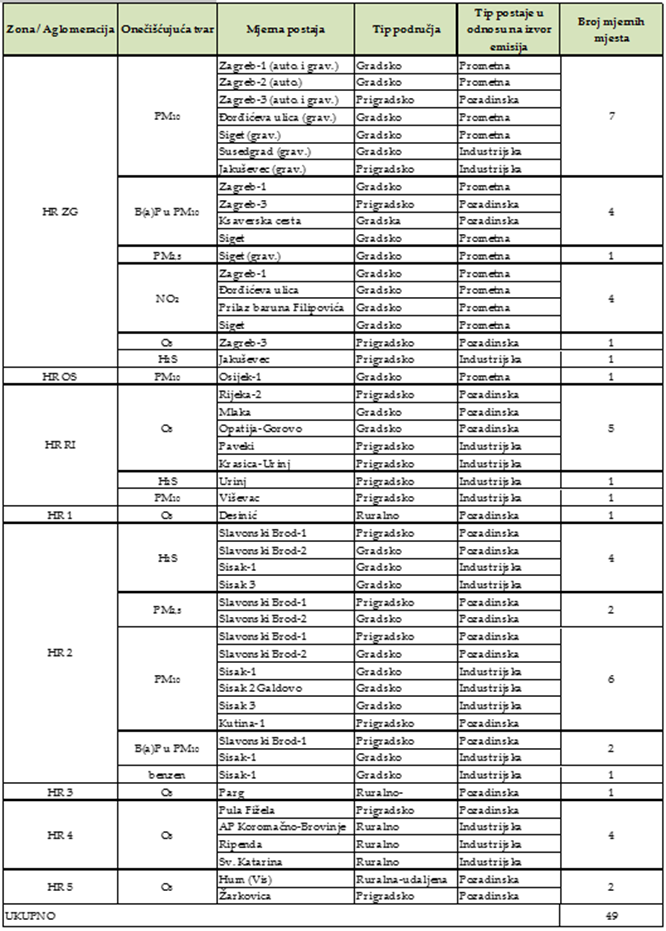 Zona/ Aglomeracija Onečišćujuća tvar Mjerna postaja Tip područja Tip postaje u odnosu na izvor emisija Broj mjernih mjesta
HR ZG PM10 Zagreb-1 (auto. i grav.) Gradsko Prometna 7
Zagreb-2 (auto.) Gradsko Prometna
Zagreb-3 (auto. i grav.) Prigradsko Pozadinska
Đorđićeva ulica (grav.) Gradsko Prometna
Siget (grav.) Gradsko Prometna
Susedgrad (grav.) Gradsko Industrijska
Jakuševec (grav.) Prigradsko Industrijska
B(a)P u PM10 Zagreb-1 Gradsko Prometna 4
Zagreb-3 Prigradsko Pozadinska
Ksaverska cesta Gradska Pozadinska
Siget Gradsko Prometna
PM2,5 Siget (grav.) Gradsko Prometna 1
NO2 Zagreb-1 Gradsko Prometna 4
Đorđićeva ulica Gradsko Prometna
Prilaz baruna Filipovića Gradsko Prometna
Siget Gradsko Prometna
O3 Zagreb-3 Prigradsko Pozadinska 1
H2S Jakuševec Prigradsko Industrijska 1
HR OS PM10 Osijek-1 Gradsko Prometna 1
HR RI O3 Rijeka-2 Prigradsko Pozadinska 5
Mlaka Gradsko Pozadinska
Opatija-Gorovo Gradsko Pozadinska
Paveki Prigradsko Industrijska
Krasica-Urinj Prigradsko Industrijska
H2S Urinj Prigradsko Industrijska 1
PM10 Viševac Prigradsko Industrijska 1
HR 1 O3 Desinić Ruralno Pozadinska 1
HR 2 H2S Slavonski Brod-1 Prigradsko Pozadinska 4
Slavonski Brod-2 Gradsko Pozadinska
Sisak-1 Gradsko Industrijska
Sisak 3 Gradsko Industrijska
PM2,5 Slavonski Brod-1 Prigradsko Pozadinska 2
Slavonski Brod-2 Gradsko Pozadinska
PM10 Slavonski Brod-1 Prigradsko Pozadinska 6
Slavonski Brod-2 Gradsko Pozadinska
Sisak-1 Gradsko Industrijska
Sisak 2 Galdovo Gradsko Industrijska
Sisak 3 Gradsko Industrijska
Kutina-1 Prigradsko Pozadinska
B(a)P u PM10 Slavonski Brod-1 Prigradsko Pozadinska 2
Sisak-1 Gradsko Industrijska
benzen Sisak-1 Gradsko Industrijska 1
HR 3 O3 Parg Ruralno- Pozadinska 1
HR 4 O3 Pula Fižela Prigradsko Pozadinska 4
AP Koromačno-Brovinje Ruralno Industrijska
Ripenda Ruralno Industrijska
Sv. Katarina Ruralno Industrijska
HR 5 O3 Hum (Vis) Ruralna-udaljena Pozadinska 2
Žarkovica Prigradsko Pozadinska
UKUPNO 49